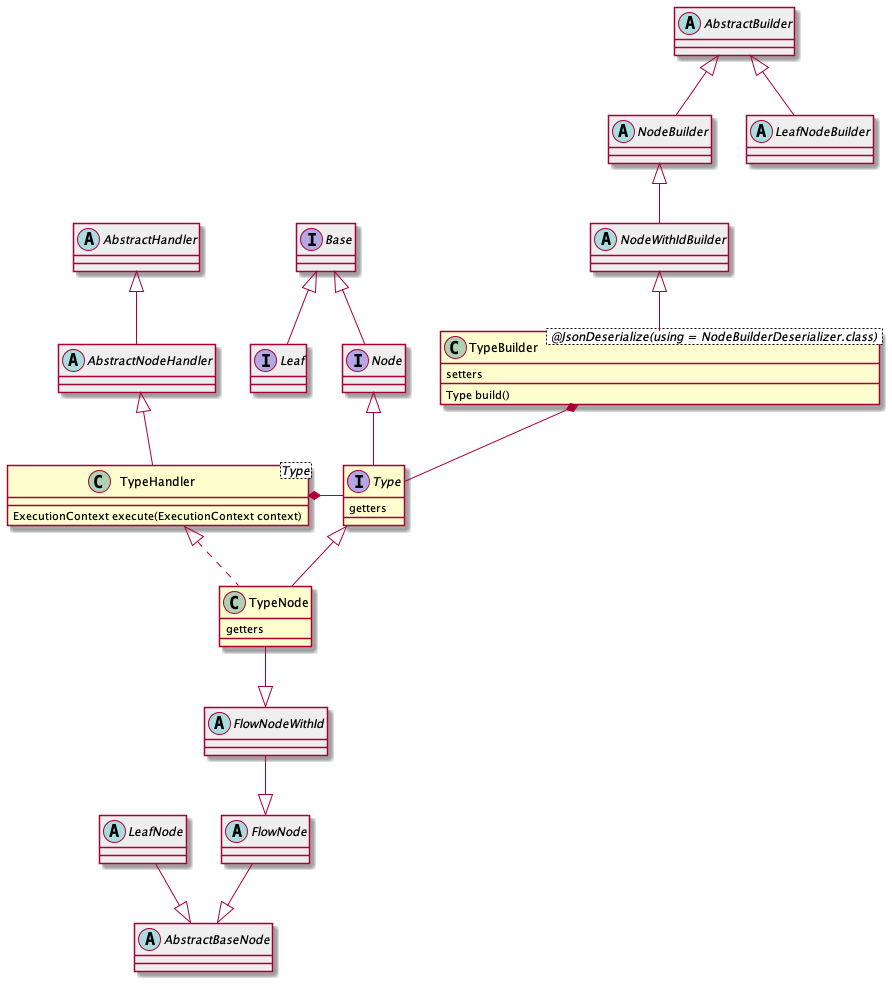 A AbstractBuilder
A NodeBuilder
A LeafNodeBuilder
A AbstractHandler
I Base
A NodeWithIdBuilder
A AbstractNodeHandler
I Leaf
I Node
C TypeBuilder
@JsonDeserialize(using = NodeBuilderDeserializer.class)
setters
Type build()
C TypeHandler
Type
ExecutionContext execute(ExecutionContext context)
I Type
getters
C TypeNode
getters
A FlowNodeWithId
A LeafNode
A FlowNode
A AbstractBaseNode